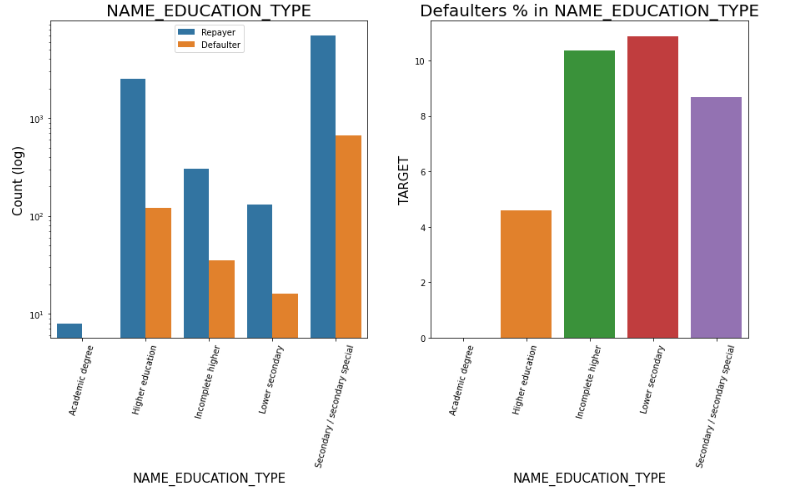 NAME_EDUCATION_TYPE
Repayer
Defaulter
Count (log)
10³
10²
10¹
Academic degree
Higher education
Incomplete higher
Lower secondary
Secondary / secondary special
NAME_EDUCATION_TYPE
Defaulters % in NAME_EDUCATION_TYPE
TARGET
10
8
6
4
2
0
Academic degree
Higher education
Incomplete higher
Lower secondary
Secondary / secondary special
NAME_EDUCATION_TYPE